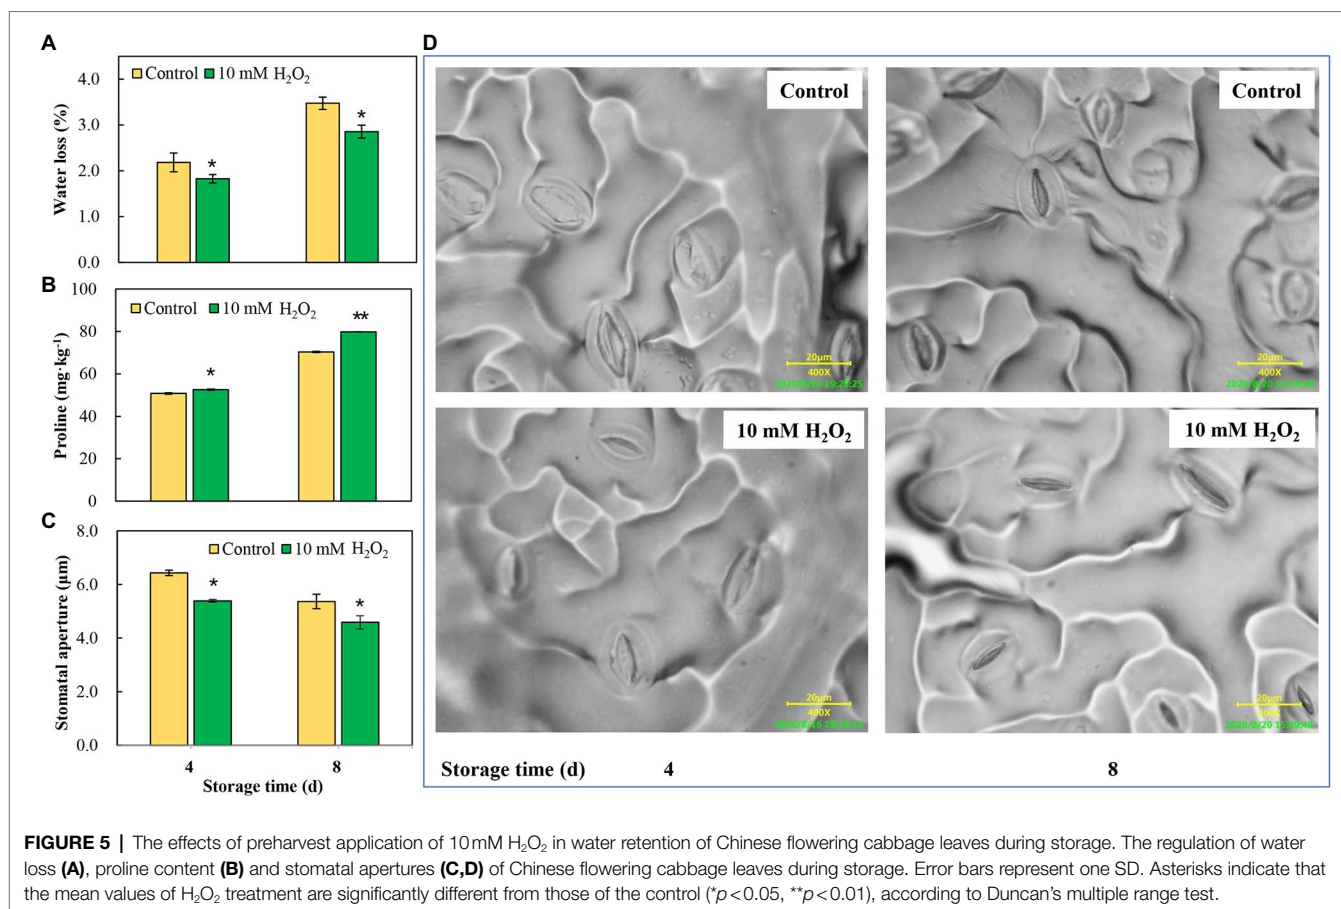 A
Control 10 mM H₂O₂
4.0
3.0
2.0
1.0
0.0
Water loss (%)
*
*
B
100
80
60
40
20
0
Proline (mg·kg⁻¹)
Control 10 mM H₂O₂
*
**
C
8.0
6.0
4.0
2.0
0.0
Stomatal aperture (μm)
Control 10 mM H₂O₂
*
*
4 8
Storage time (d)
D
Control
20μm
400X
Control
20μm
400X
10 mM H₂O₂
20μm
400X
10 mM H₂O₂
20μm
400X
Storage time (d) 4 8
FIGURE 5 | The effects of preharvest application of 10 mM H₂O₂ in water retention of Chinese flowering cabbage leaves during storage. The regulation of water
loss (A), proline content (B) and stomatal apertures (C,D) of Chinese flowering cabbage leaves during storage. Error bars represent one SD. Asterisks indicate that
the mean values of H₂O₂ treatment are significantly different from those of the control (*p < 0.05, **p < 0.01), according to Duncan's multiple range test.